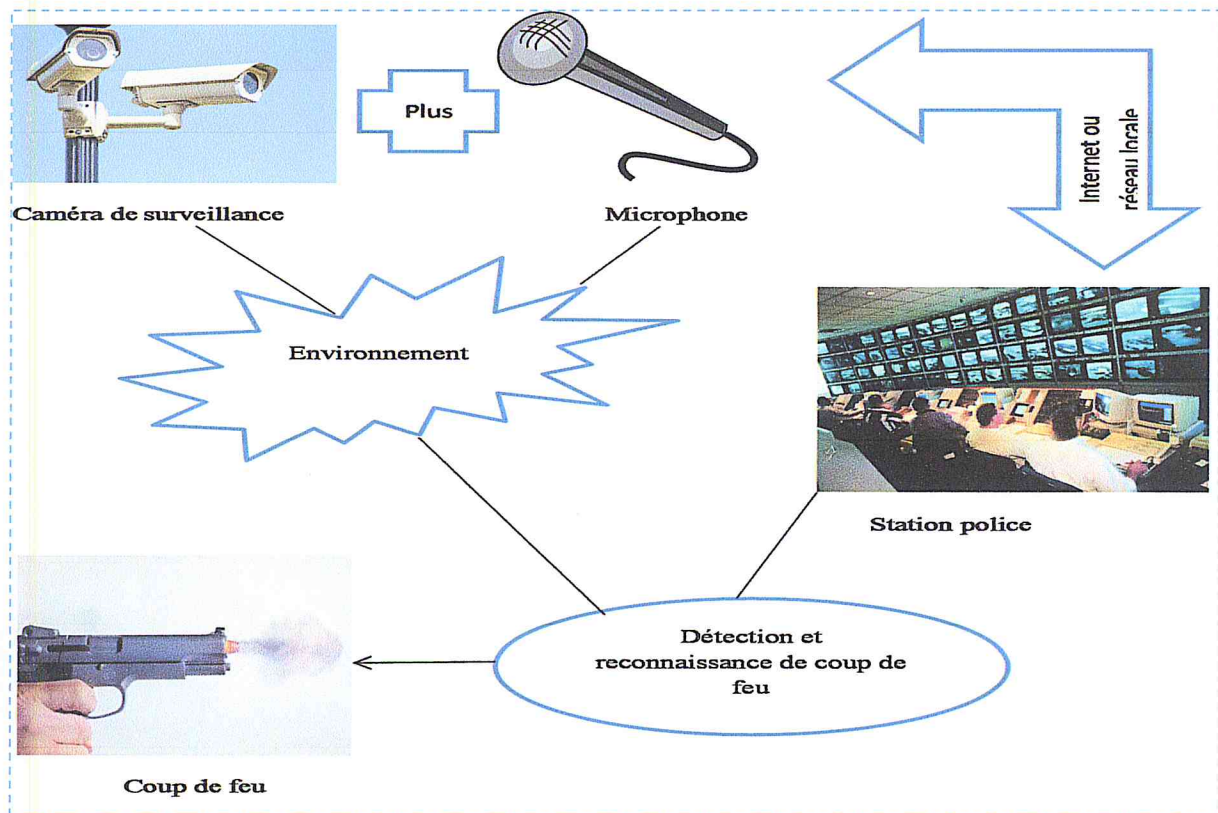 Plus
Internet ou
réseau locale
Caméra de surveillance
Microphone
Environnement
Station police
Détection et
reconnaissance de coup de
feu
Coup de feu